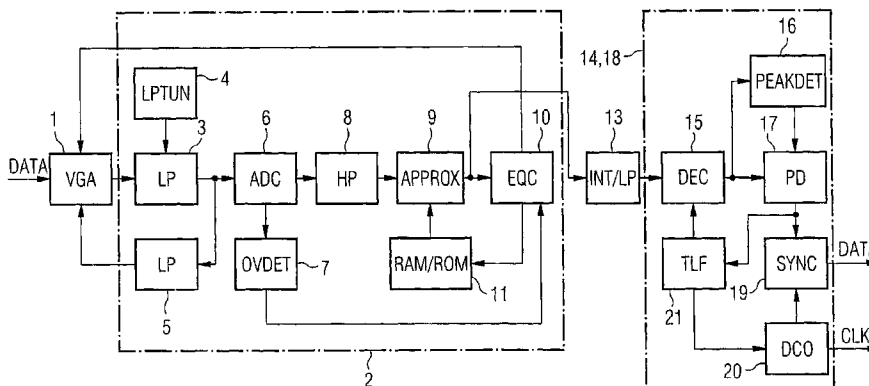 16
14,18
PEAKDET
4
LPTUN
1
3
6
8
9
10
13
15
17
DATA
VGA
LP
ADC
HP
APPROX
EQC
INT/LP
DEC
PD
LP
OVDET
7
RAM/ROM
11
TLF
SYNC
DATA
5
21
19
2
DCO
CLK
20